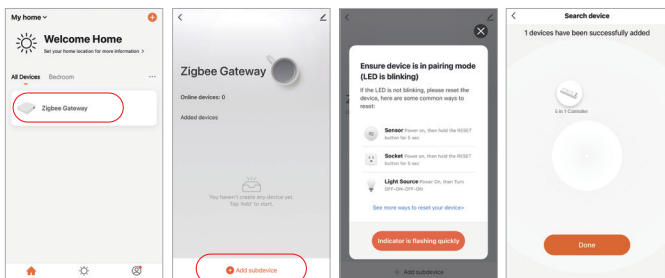 My home
Welcome Home
Set your home location for more information >
All Devices Bedroom
Zigbee Gateway
Zigbee Gateway
Online devices: 0
Added devices
You haven't create any device yet.
Tap 'Add' to start.
Add subdevice
Ensure device is in pairing mode
(LED is blinking)
If the LED is not blinking, please reset the
device, here are some common ways to
reset:
Sensor Power on, then hold the RESET
button for 5 sec
Socket Power on, then hold the RESET
button for 5 sec
Light Source Power On, then Turn
OFF-ON-OFF-ON
See more ways to reset your device>
Indicator is flashing quickly
+ Add subdevice
Search device
1 devices have been successfully added
5 in 1 Controller
Done